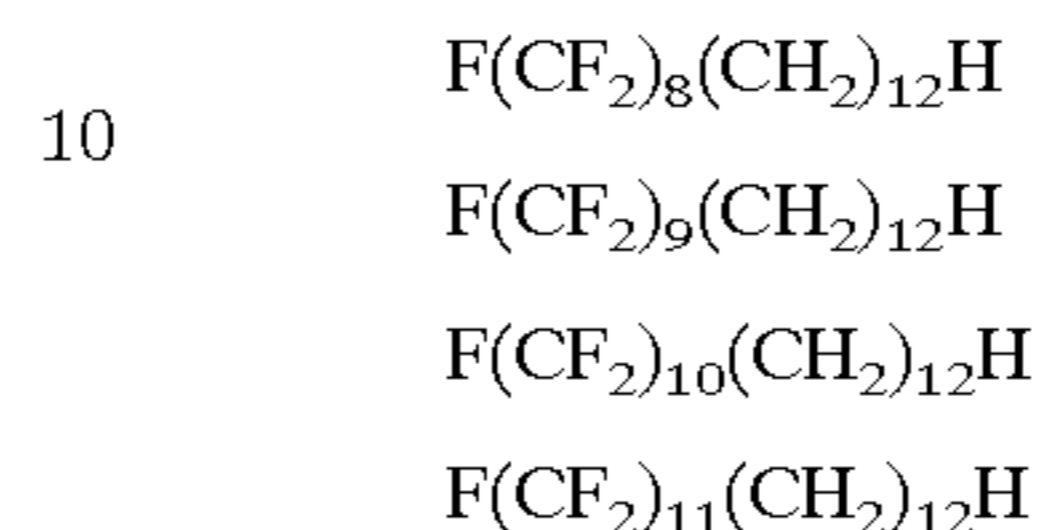 F(CF₂)₈(CH₂)₁₂H
10
F(CF₂)₉(CH₂)₁₂H
F(CF₂)₁₀(CH₂)₁₂H
F(CF₂)₁₁(CH₂)₁₂H